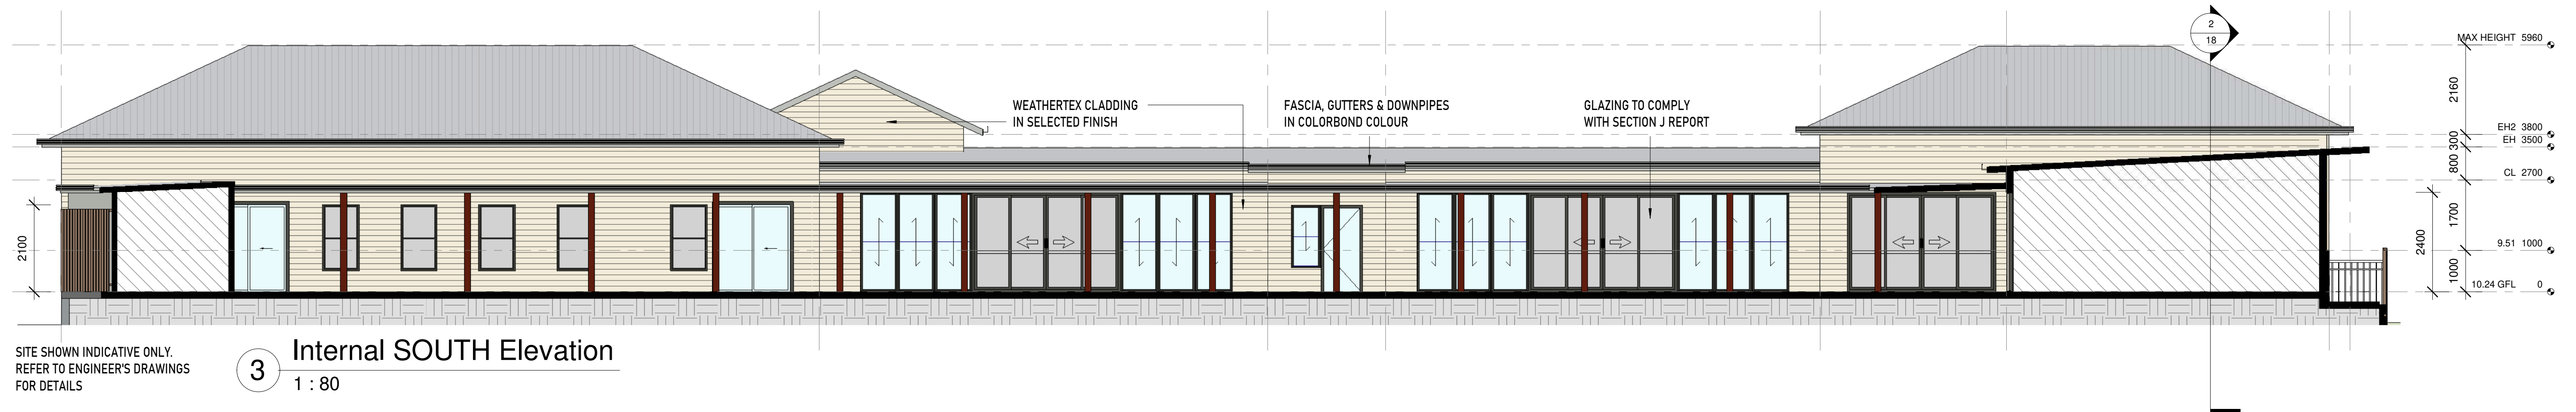 2
18
MAX HEIGHT 5960
2160
WEATHERTEX CLADDING
IN SELECTED FINISH
FASCIA, GUTTERS & DOWNPIPES
IN COLORBOND COLOUR
GLAZING TO COMPLY
WITH SECTION J REPORT
EH2 3800
300
EH 3500
800
CL 2700
1700
2100
2400
9.51 1000
1000
10.24 GFL 0
SITE SHOWN INDICATIVE ONLY.
REFER TO ENGINEER'S DRAWINGS
FOR DETAILS
3
Internal SOUTH Elevation
1 : 80